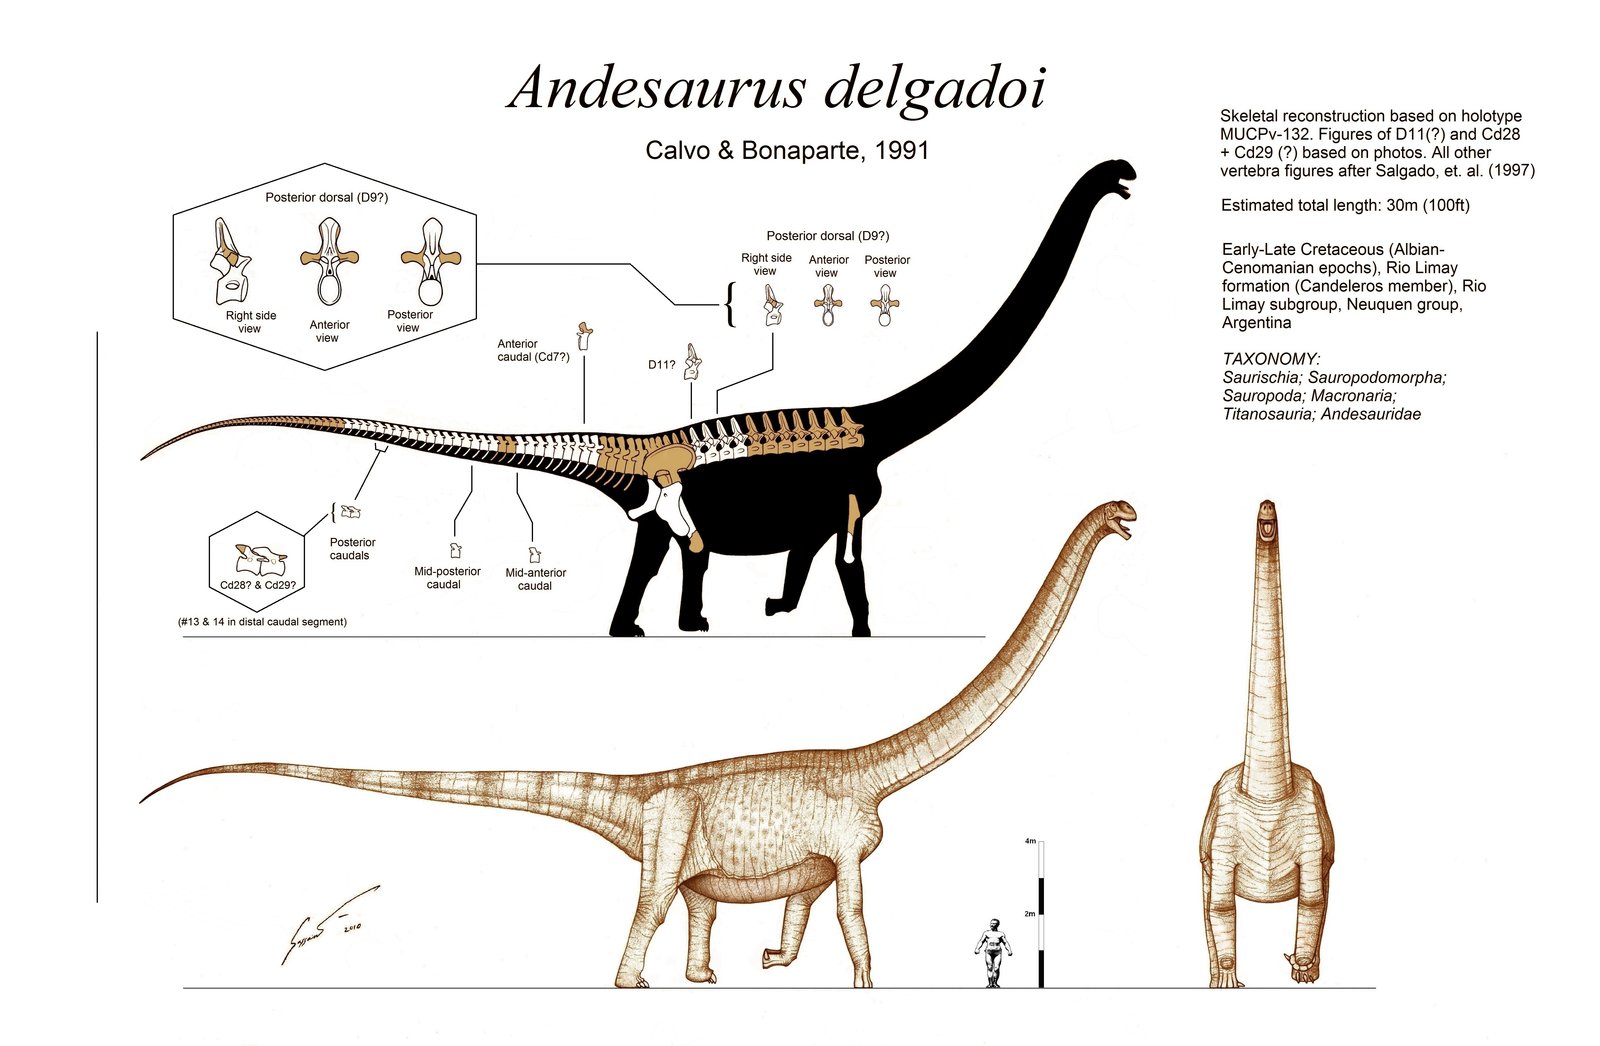 Andesaurus delgadoi
Calvo & Bonaparte, 1991
Skeletal reconstruction based on holotype
MUCPv-132. Figures of D11(?) and Cd28
+ Cd29 (?) based on photos. All other
vertebra figures after Salgado, et. al. (1997)
Estimated total length: 30m (100ft)
Early-Late Cretaceous (Albian-
Cenomanian epochs), Rio Limay
formation (Candeleros member), Rio
Limay subgroup, Neuquen group,
Argentina
TAXONOMY:
Saurischia; Sauropodomorpha;
Sauropoda; Macronaria;
Titanosauria; Andesauridae
Posterior dorsal (D9?)
Right side
view
Anterior
view
Posterior
view
Posterior dorsal (D9?)
Right side
view
Anterior
view
Posterior
view
Anterior
caudal (Cd7?)
D11?
Posterior
caudals
Cd28? & Cd29?
(#13 & 14 in distal caudal segment)
Mid-posterior
caudal
Mid-anterior
caudal
4m
2m
2010